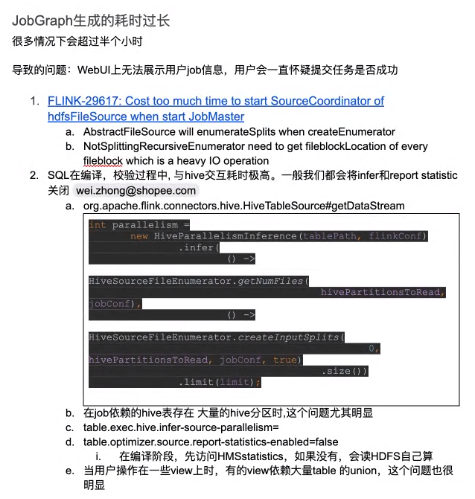 JobGraph生成的耗时过长
很多情况下会超过半个小时
导致的问题：WebUI上无法展示用户job信息，用户会一直怀疑提交任务是否成功
1. FLINK-29617: Cost too much time to start SourceCoordinator of
hdfsFileSource when start JobMaster
a. AbstractFileSource will enumerateSplits when createEnumerator
b. NotSplittingRecursiveEnumerator need to get fileblockLocation of every
fileblock which is a heavy IO operation
2. SQL在编译，校验过程中, 与hive交互耗时极高。一般我们都会将infer和report statistic
关闭 wei.zhong@shopee.com
a. org.apache.flink.connectors.hive.HiveTableSource#getDataStream
int parallelism =
new HiveParallelismInference(tablePath, flinkConf)
.infer(
() ->
HiveSourceFileEnumerator.getNumFiles(
hivePartitionsToRead,
jobConf),
() ->
HiveSourceFileEnumerator.createInputSplits(
0,
hivePartitionsToRead, jobConf, true)
.size())
.limit(limit);
b. 在job依赖的hive表存在 大量的hive分区时,这个问题尤其明显
c. table.exec.hive.infer-source-parallelism=
d. table.optimizer.source.report-statistics-enabled=false
i. 在编译阶段，先访问HMSstatistics，如果没有，会读HDFS自己算
e. 当用户操作在一些view上时，有的view依赖大量table 的union，这个问题也很
明显